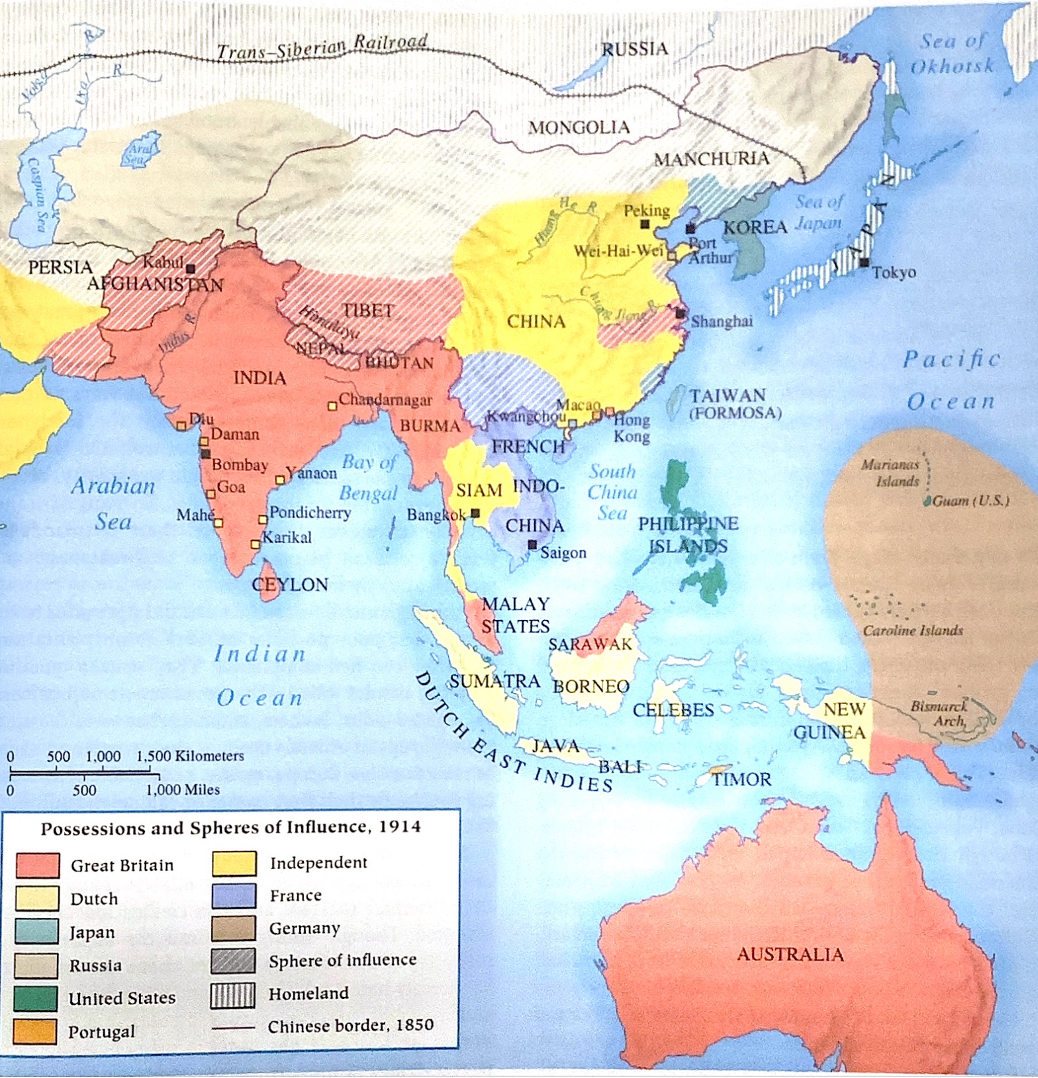 Trans–Siberian Railroad
RUSSIA
Sea of
Okhotsk
R.
R.
Volga
Ural
MONGOLIA
Aral
Sea
Caspian Sea
MANCHURIA
Huang He R.
Peking
Sea of
Japan
KOREA
JAPAN
Wei-Hai-Wei
Port
Arthur
Tokyo
PERSIA
Kabul
AFGHANISTAN
TIBET
Himalaya
NEPAL
BHUTAN
Indus R.
CHINA
Chuang Jiang R.
Shanghai
Pacific
Ocean
INDIA
Chandarnagar
TAIWAN
(FORMOSA)
Macao
Kwangchou
Hong
Kong
BURMA
FRENCH
INDO-
CHINA
Diu
Daman
Bombay
Yanaon
Goa
Bay of
Bengal
Arabian
Sea
Mahé
Pondicherry
Karikal
CEYLON
SIAM
Bangkok
Saigon
South
China
Sea
PHILIPPINE
ISLANDS
Marianas
Islands
Guam (U.S.)
Caroline Islands
MALAY
STATES
SARAWAK
Indian
Ocean
SUMATRA
BORNEO
CELEBES
NEW
GUINEA
Bismarck
Arch.
DUTCH EAST INDIES
JAVA
BALI
TIMOR
0 500 1,000 1,500 Kilometers
0 500 1,000 Miles
AUSTRALIA
Possessions and Spheres of Influence, 1914
Great Britain
Dutch
Japan
Russia
United States
Portugal
Independent
France
Germany
Sphere of influence
Homeland
Chinese border, 1850